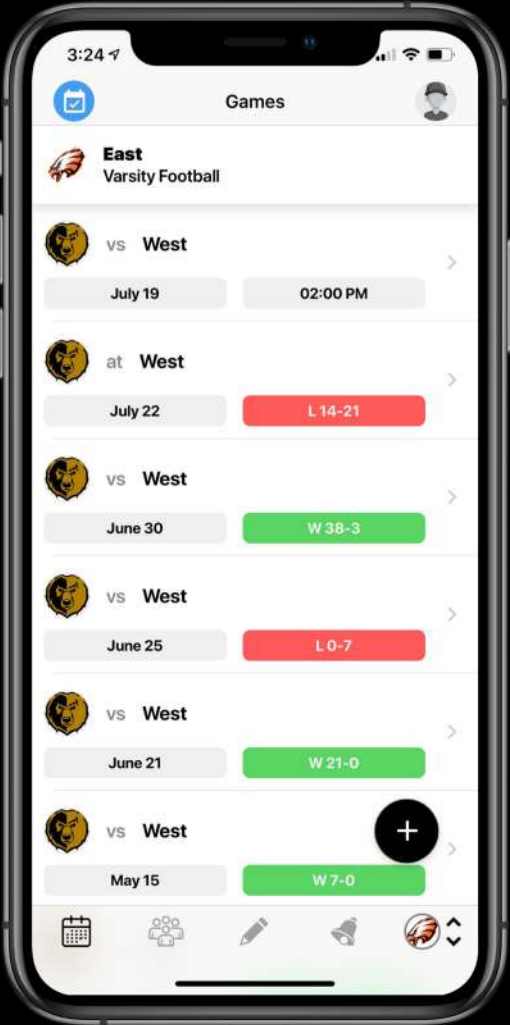 3:24
Games
East
Varsity Football
vs West
July 19 02:00 PM
at West
July 22 L 14-21
vs West
June 30 W 38-3
vs West
June 25 L 0-7
vs West
June 21 W 21-0
vs West
May 15 W 7-0